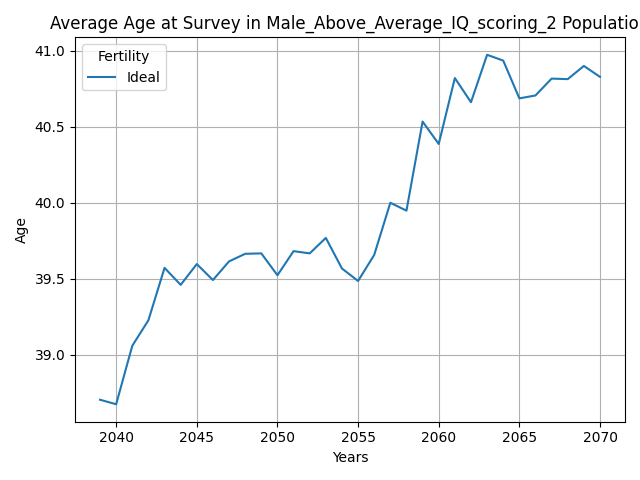 Average Age at Survey in Male_Above_Average_IQ_scoring_2 Populatio
Fertility
Ideal
41.0
40.5
40.0
39.5
39.0
Age
2040 2045 2050 2055 2060 2065 2070
Years